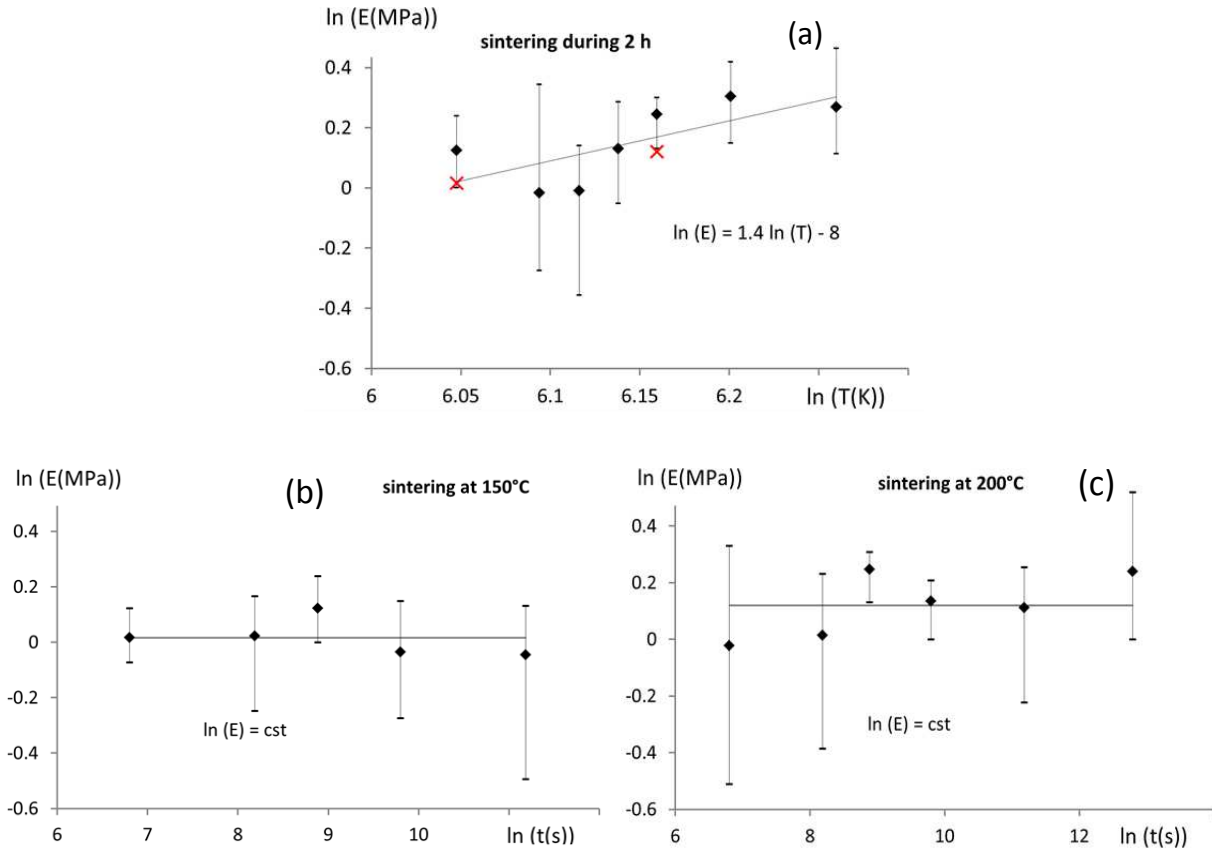 ln (E(MPa))
sintering during 2 h
(a)
0.4
0.2
0
-0.2
-0.4
-0.6
ln (E) = 1.4 ln (T) - 8
6
6.05
6.1
6.15
6.2
ln (T(K))
ln (E(MPa))
(b)
sintering at 150°C
0.4
0.2
0
-0.2
-0.4
-0.6
ln (E) = cst
6
7
8
9
10
ln (t(s))
ln (E(MPa))
sintering at 200°C
(c)
0.4
0.2
0
-0.2
-0.4
-0.6
ln (E) = cst
6
8
10
12
ln (t(s))